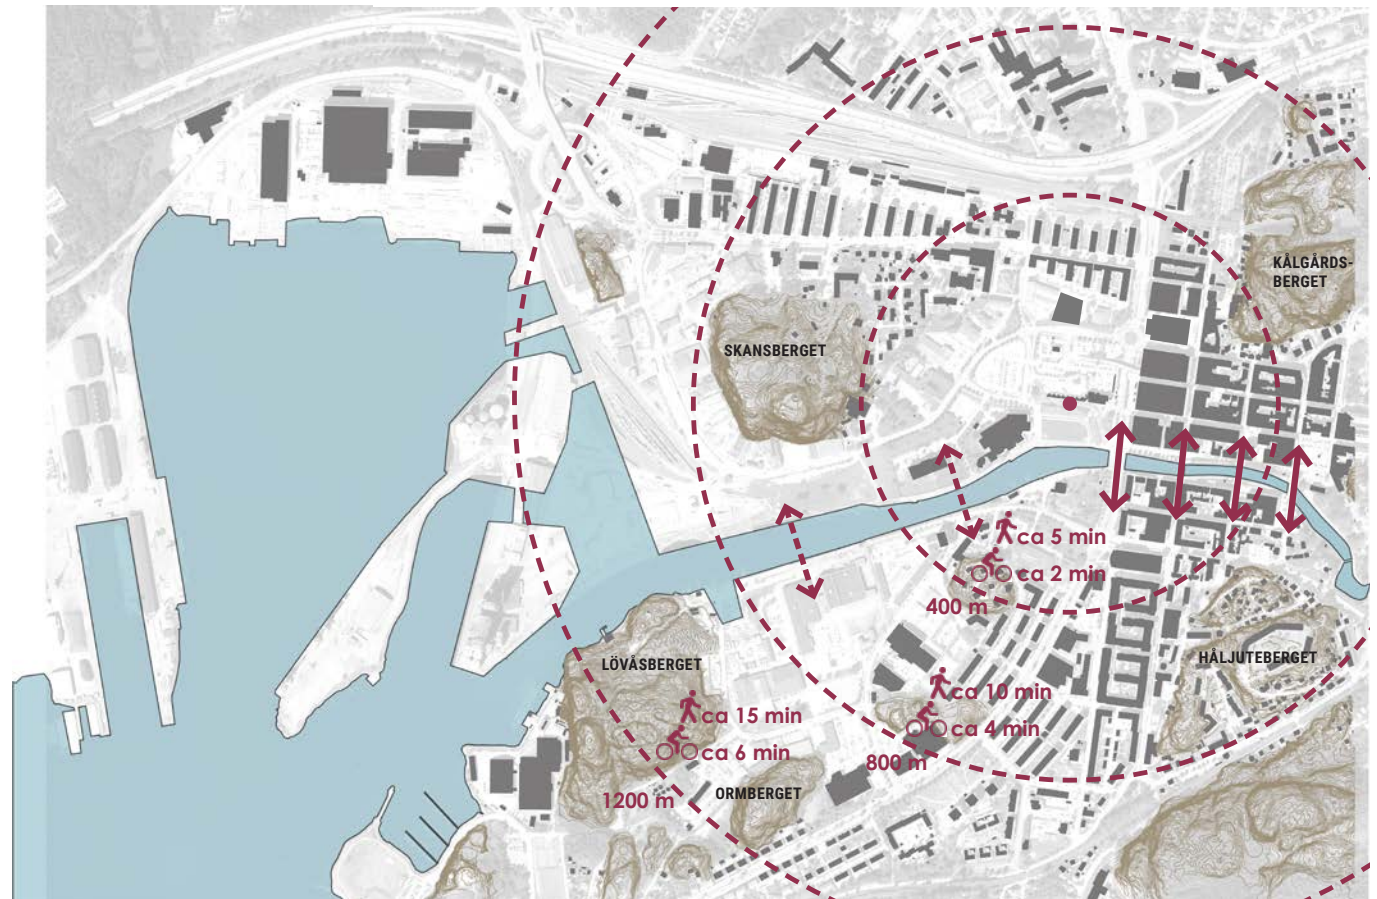 KÅLGÅRDS-
BERGET
SKANSBERGET
ca 5 min
ca 2 min
400 m
LÖVÅSBERGET
HÅLJUTEBERGET
ca 10 min
ca 15 min
ca 4 min
ca 6 min
800 m
ORMBERGET
1200 m